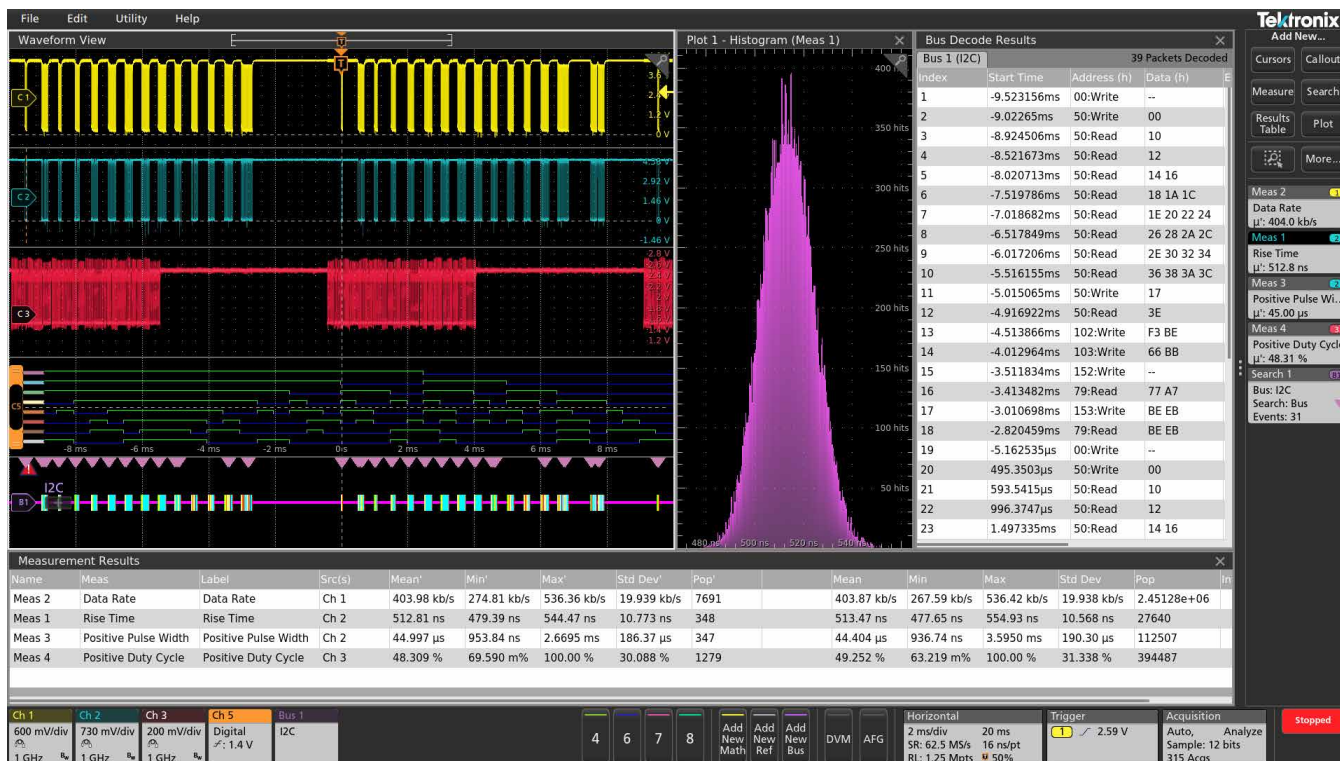 File Edit Utility Help
Tektronix
Waveform View
Plot 1 - Histogram (Meas 1)
Bus Decode Results
Add New...
Bus 1 (I2C) 39 Packets Decoded
Cursors Callout
Index Start Time Address (h) Data (h) E
1 -9.523156ms 00:Write --
2 -9.02265ms 50:Write 00
3 -8.924506ms 50:Read 10
4 -8.521673ms 50:Read 12
5 -8.020713ms 50:Read 14 16
6 -7.519786ms 50:Read 18 1A 1C
7 -7.018682ms 50:Read 1E 20 22 24
8 -6.517849ms 50:Read 26 28 2A 2C
9 -6.017206ms 50:Read 2E 30 32 34
10 -5.516155ms 50:Read 36 38 3A 3C
11 -5.015065ms 50:Write 17
12 -4.916922ms 50:Read 3E
13 -4.513866ms 102:Write F3 BE
14 -4.012964ms 103:Write 66 BB
15 -3.511834ms 152:Write --
16 -3.413482ms 79:Read 77 A7
17 -3.010698ms 153:Write BE EB
18 -2.820459ms 79:Read BE EB
19 -5.162535µs 00:Write --
20 495.3503µs 50:Write 00
21 593.5415µs 50:Read 10
22 996.3747µs 50:Read 12
23 1.497335ms 50:Read 14 16
Measure Search
Results Table Plot
More...
Meas 2
Data Rate
µ': 404.0 kb/s
Meas 1
Rise Time
µ': 512.8 ns
Meas 3
Positive Pulse Wi...
µ': 45.00 µs
Meas 4
Positive Duty Cycle
µ': 48.31 %
Search 1 B1
Bus: I2C
Search: Bus
Events: 31
T
T
C1
3.6
1.2 V
0 V
C2
2.92 V
1.46 V
0 V
-1.46 V
C3
2.8 V
-1.2 V
C5
-8 ms -6 ms -4 ms -2 ms 0s 2 ms 4 ms 6 ms 8 ms
I2C
B1
400 hits
350 hits
300 hits
250 hits
200 hits
150 hits
100 hits
50 hits
480 ns 500 ns 520 ns 540 ns
Measurement Results
Name Meas Label Src(s) Mean' Min' Max' Std Dev' Pop' Mean Min Max Std Dev Pop In
Meas 2 Data Rate Data Rate Ch 1 403.98 kb/s 274.81 kb/s 536.36 kb/s 19.939 kb/s 7691 403.87 kb/s 267.59 kb/s 536.42 kb/s 19.938 kb/s 2.45128e+06
Meas 1 Rise Time Rise Time Ch 2 512.81 ns 479.39 ns 544.47 ns 10.773 ns 348 513.47 ns 477.65 ns 554.93 ns 10.568 ns 27640
Meas 3 Positive Pulse Width Positive Pulse Width Ch 2 44.997 µs 953.84 ns 2.6695 ms 186.37 µs 347 44.404 µs 936.74 ns 3.5950 ms 190.30 µs 112507
Meas 4 Positive Duty Cycle Positive Duty Cycle Ch 3 48.309 % 69.590 m% 100.00 % 30.088 % 1279 49.252 % 63.219 m% 100.00 % 31.338 % 394487
Ch 1
600 mV/div
1 GHz Bw
Ch 2
730 mV/div
1 GHz Bw
Ch 3
200 mV/div
1 GHz Bw
Ch 5
Digital
: 1.4 V
Bus 1
I2C
4 6 7 8
Add New Math
Add New Ref
Add New Bus
DVM AFG
Horizontal
2 ms/div 20 ms
SR: 62.5 MS/s 16 ns/pt
RL: 1.25 Mpts 50%
Trigger
1 2.59 V
Acquisition
Auto, Analyze
Sample: 12 bits
315 Acqs
Stopped